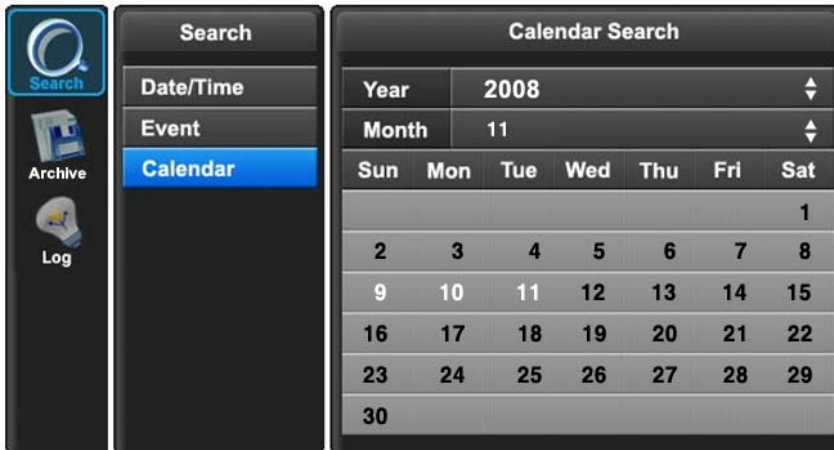 Search
Archive
Log
Search
Date/Time
Event
Calendar
Calendar Search
Year 2008
Month 11
Sun Mon Tue Wed Thu Fri Sat
1
2 3 4 5 6 7 8
9 10 11 12 13 14 15
16 17 18 19 20 21 22
23 24 25 26 27 28 29
30